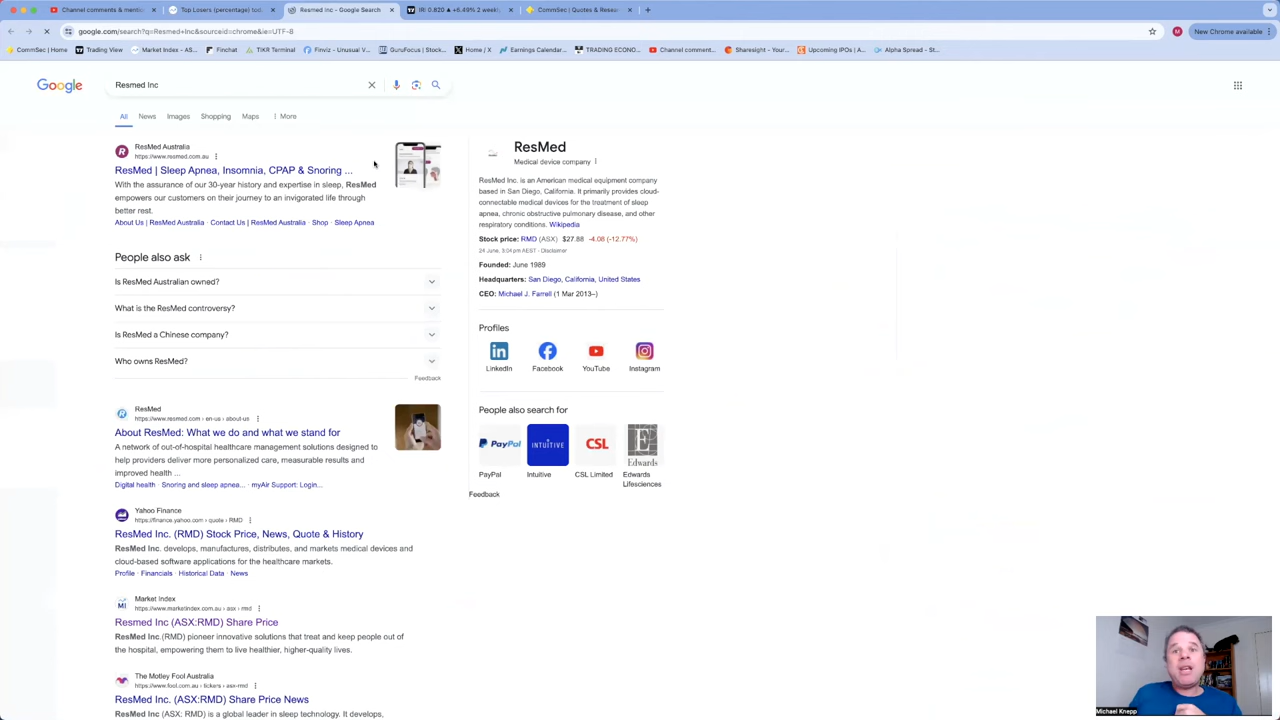 Channel comments & mentio
Top Losers (percentage) tod
Resmed Inc - Google Search
IRI 0.820 ▲ +6.49% 2 weekly
CommSec | Quotes & Resea
google.com/search?q=Resmed+Inc&sourceid=chrome&ie=UTF-8
M
New Chrome available
CommSec | Home
Trading View
Market Index - AS...
Finchat
TIKR Terminal
Finviz - Unusual V...
GuruFocus | Stock...
Home / X
Earnings Calendar...
TRADING ECONO...
Channel comment...
Sharesight - Your...
Upcoming IPOs | A...
Alpha Spread - St...
Google
Resmed Inc
All
News
Images
Shopping
Maps
More
ResMed Australia
https://www.resmed.com.au
ResMed | Sleep Apnea, Insomnia, CPAP & Snoring ...
With the assurance of our 30-year history and expertise in sleep, ResMed
empowers our customers on their journey to an invigorated life through
better rest.
About Us | ResMed Australia · Contact Us | ResMed Australia · Shop · Sleep Apnea
People also ask
Is ResMed Australian owned?
What is the ResMed controversy?
Is ResMed a Chinese company?
Who owns ResMed?
Feedback
ResMed
https://www.resmed.com › en-us › about-us
About ResMed: What we do and what we stand for
A network of out-of-hospital healthcare management solutions designed to
help providers deliver more personalized care, measurable results and
improved health ...
Digital health · Snoring and sleep apnea... · myAir Support: Login...
Yahoo Finance
https://finance.yahoo.com › quote › RMD
ResMed Inc. (RMD) Stock Price, News, Quote & History
ResMed Inc. develops, manufactures, distributes, and markets medical devices and
cloud-based software applications for the healthcare markets.
Profile · Financials · Historical Data · News
MI
Market Index
https://www.marketindex.com.au › asx › rmd
Resmed Inc (ASX:RMD) Share Price
ResMed Inc.(RMD) pioneer innovative solutions that treat and keep people out of
the hospital, empowering them to live healthier, higher-quality lives.
The Motley Fool Australia
https://www.fool.com.au › tickers › asx-rmd
ResMed Inc. (ASX:RMD) Share Price News
ResMed Inc (ASX: RMD) is a global leader in sleep technology. It develops,
ResMed
Medical device company
ResMed Inc. is an American medical equipment company
based in San Diego, California. It primarily provides cloud-
connectable medical devices for the treatment of sleep
apnea, chronic obstructive pulmonary disease, and other
respiratory conditions. Wikipedia
Stock price: RMD (ASX) $27.88 -4.08 (-12.77%)
24 June, 3:04 pm AEST - Disclaimer
Founded: June 1989
Headquarters: San Diego, California, United States
CEO: Michael J. Farrell (1 Mar 2013–)
Profiles
LinkedIn
Facebook
YouTube
Instagram
People also search for
PayPal
INTUITIVE
CSL
Edwards
PayPal
Intuitive
CSL Limited
Edwards
Lifesciences
Feedback
Michael Knepp